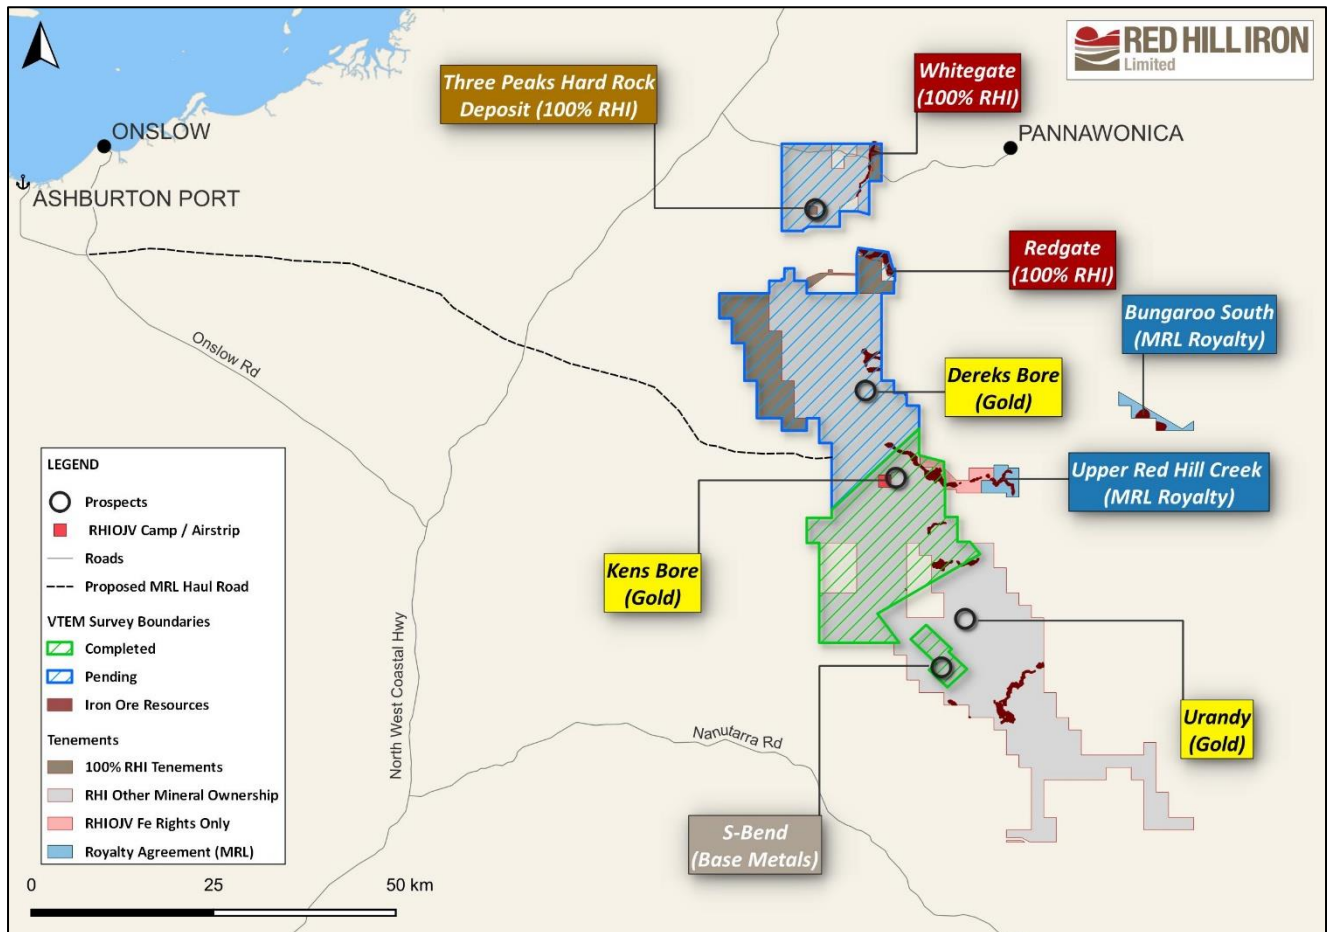 RED HILL IRON
Limited
Three Peaks Hard Rock
Deposit (100% RHI)
Whitegate
(100% RHI)
ONSLOW
PANNAWONICA
ASHBURTON PORT
Redgate
(100% RHI)
Bungaroo South
(MRL Royalty)
Onslow Rd
Dereks Bore
(Gold)
Upper Red Hill Creek
(MRL Royalty)
Kens Bore
(Gold)
North West Coastal Hwy
Urandy
(Gold)
Nanutarra Rd
S-Bend
(Base Metals)
LEGEND
Prospects
RHIOJV Camp / Airstrip
Roads
Proposed MRL Haul Road
VTEM Survey Boundaries
Completed
Pending
Iron Ore Resources
Tenements
100% RHI Tenements
RHI Other Mineral Ownership
RHIOJV Fe Rights Only
Royalty Agreement (MRL)
0 25 50 km